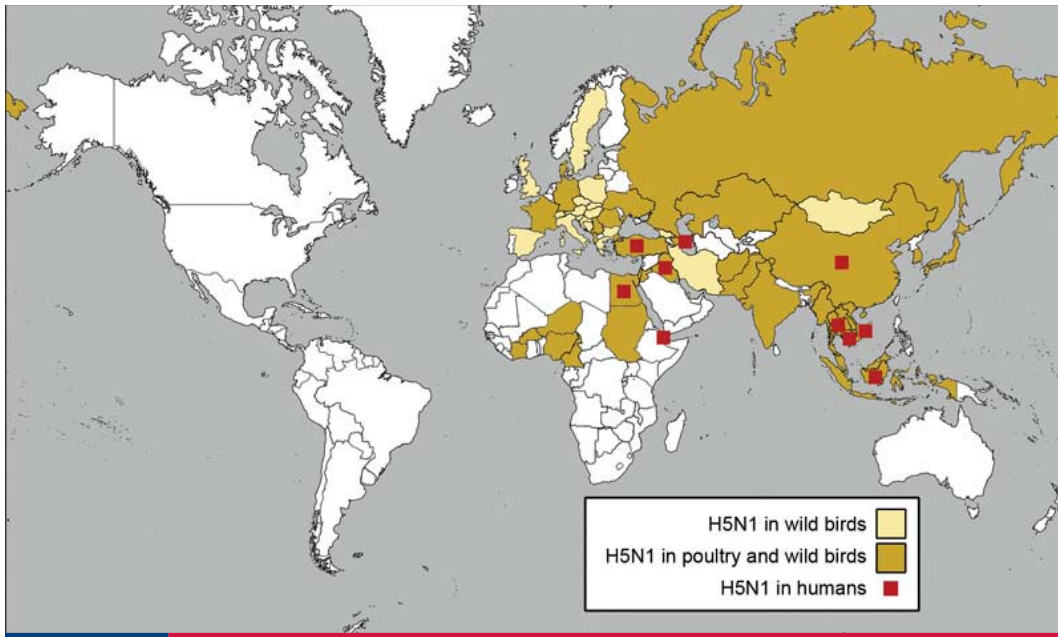 H5N1 in wild birds
H5N1 in poultry and wild birds
H5N1 in humans